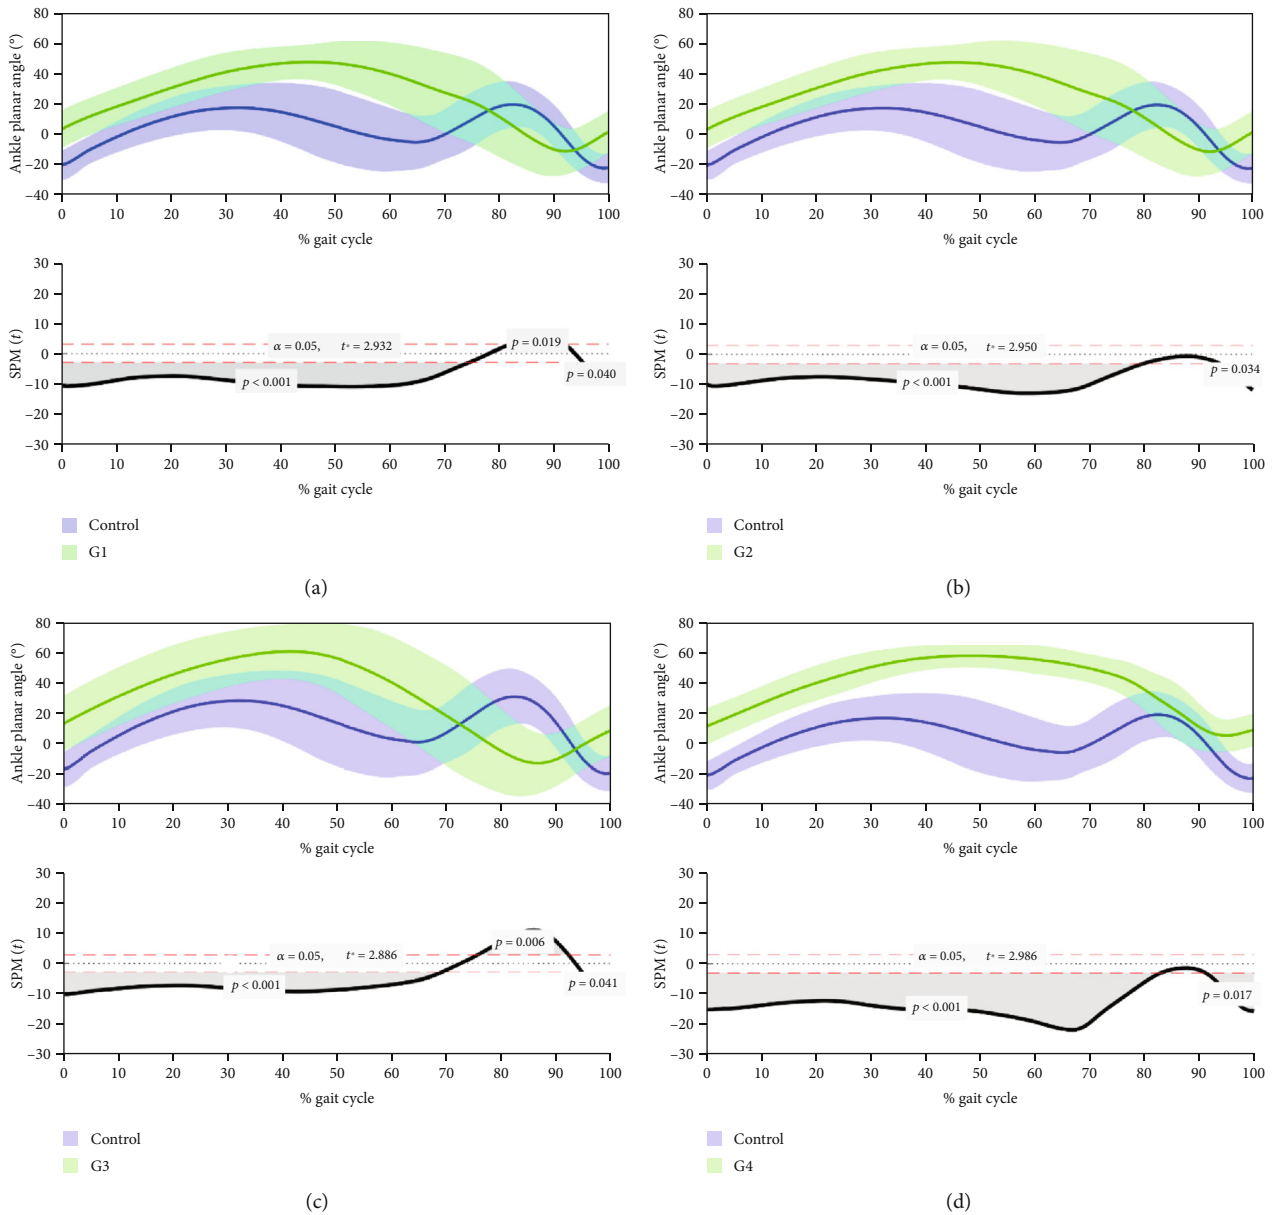 80
60
40
20
0
–20
–40
Ankle planar angle (°)
0 10 20 30 40 50 60 70 80 90 100
% gait cycle
30
20
10
0
–10
–20
–30
SPM (t)
α = 0.05, t* = 2.932
p = 0.019
p = 0.040
p < 0.001
0 10 20 30 40 50 60 70 80 90 100
% gait cycle
Control
G1
(a)
80
60
40
20
0
–20
–40
Ankle planar angle (°)
0 10 20 30 40 50 60 70 80 90 100
% gait cycle
30
20
10
0
–10
–20
–30
SPM (t)
α = 0.05, t* = 2.950
p = 0.034
p < 0.001
0 10 20 30 40 50 60 70 80 90 100
% gait cycle
Control
G2
(b)
80
60
40
20
0
–20
–40
Ankle planar angle (°)
0 10 20 30 40 50 60 70 80 90 100
% gait cycle
30
20
10
0
–10
–20
–30
SPM (t)
α = 0.05, t* = 2.886
p = 0.006
p = 0.041
p < 0.001
0 10 20 30 40 50 60 70 80 90 100
% gait cycle
Control
G3
(c)
80
60
40
20
0
–20
–40
Ankle planar angle (°)
0 10 20 30 40 50 60 70 80 90 100
% gait cycle
30
20
10
0
–10
–20
–30
SPM (t)
α = 0.05, t* = 2.986
p = 0.017
p < 0.001
0 10 20 30 40 50 60 70 80 90 100
% gait cycle
Control
G4
(d)